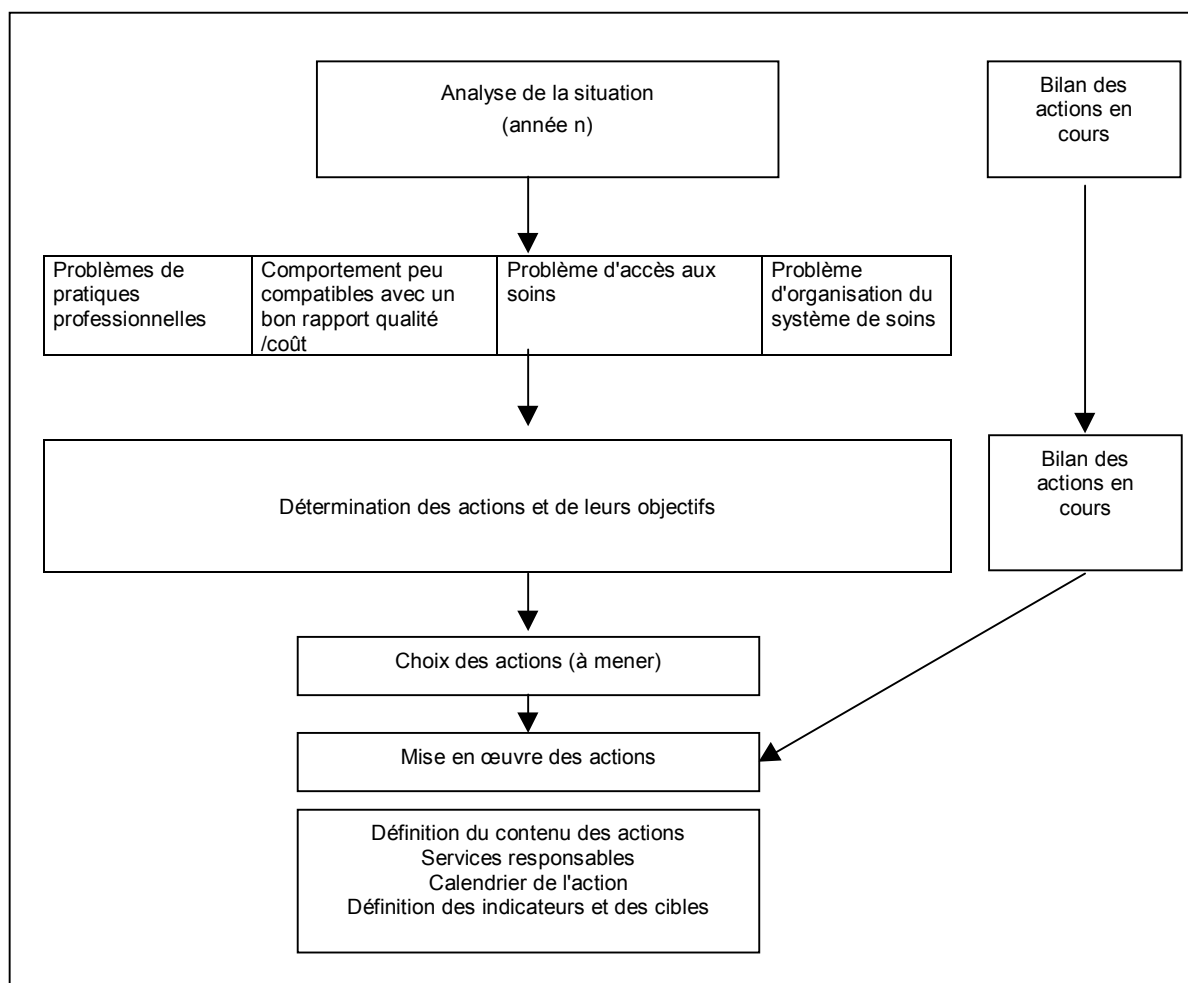 Analyse de la situation
(année n)
Bilan des
actions en
cours
Problèmes de
pratiques
professionnelles
Comportement peu
compatibles avec un
bon rapport qualité
/coût
Problème d'accès aux
soins
Problème
d'organisation du
système de soins
Détermination des actions et de leurs objectifs
Bilan des
actions en
cours
Choix des actions (à mener)
Mise en œuvre des actions
Définition du contenu des actions
Services responsables
Calendrier de l'action
Définition des indicateurs et des cibles